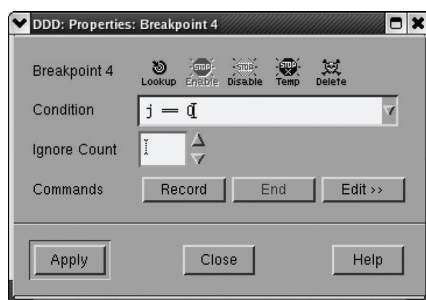 DDD: Properties: Breakpoint 4
Breakpoint 4
Lookup Enable Disable Temp Delete
Condition j == 0
Ignore Count
Commands Record End Edit >>
Apply Close Help